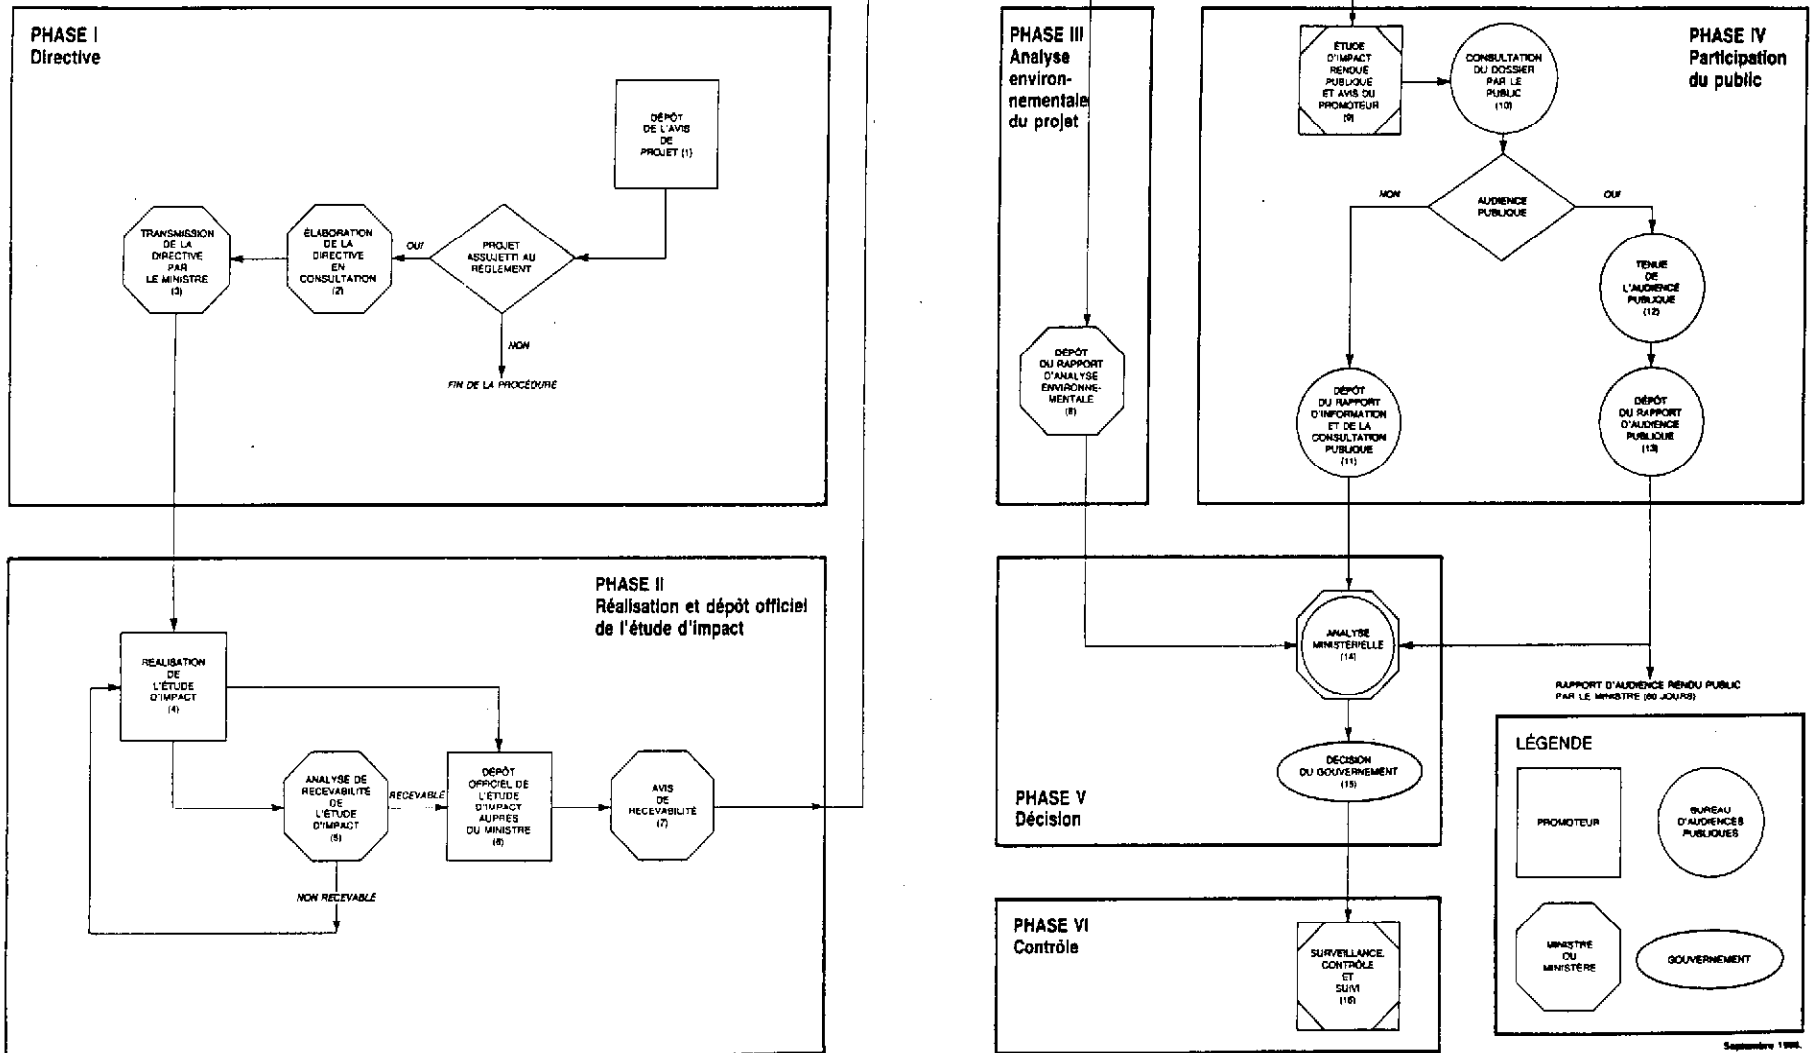 PHASE I
Directive
DÉPÔT
DE L'AVIS
DE
PROJET (1)
PROJET
ASSUJETTI AU
RÈGLEMENT
OUI
NON
FIN DE LA PROCÉDURE
ÉLABORATION
DE LA
DIRECTIVE
EN
CONSULTATION
(2)
TRANSMISSION
DE LA
DIRECTIVE
PAR
LE MINISTRE
(3)
PHASE II
Réalisation et dépôt officiel
de l'étude d'impact
RÉALISATION
DE
L'ÉTUDE
D'IMPACT
(4)
ANALYSE DE
RECEVABILITÉ
DE
L'ÉTUDE
D'IMPACT
(5)
RECEVABLE
NON RECEVABLE
DÉPÔT
OFFICIEL DE
L'ÉTUDE
D'IMPACT
AUPRÈS
DU MINISTRE
(6)
AVIS
DE
RECEVABILITÉ
(7)
PHASE III
Analyse
environ-
nementale
du projet
DÉPÔT
DU RAPPORT
D'ANALYSE
ENVIRONNE-
MENTALE
(8)
PHASE IV
Participation
du public
ÉTUDE
D'IMPACT
RENDUE
PUBLIQUE
ET AVIS DU
PROMOTEUR
(9)
CONSULTATION
DU DOSSIER
PAR LE
PUBLIC
(10)
AUDIENCE
PUBLIQUE
NON
OUI
DÉPÔT
DU RAPPORT
D'INFORMATION
ET DE LA
CONSULTATION
PUBLIQUE
(11)
TENUE
DE
L'AUDIENCE
PUBLIQUE
(12)
DÉPÔT
DU RAPPORT
D'AUDIENCE
PUBLIQUE
(13)
RAPPORT D'AUDIENCE RENDU PUBLIC
PAR LE MINISTRE (60 JOURS)
PHASE V
Décision
ANALYSE
MINISTÉRIELLE
(14)
DÉCISION
DU GOUVERNEMENT
(15)
PHASE VI
Contrôle
SURVEILLANCE,
CONTRÔLE
ET
SUIVI
(16)
LÉGENDE
PROMOTEUR
BUREAU
D'AUDIENCES
PUBLIQUES
MINISTRE
OU
MINISTÈRE
GOUVERNEMENT
Septembre